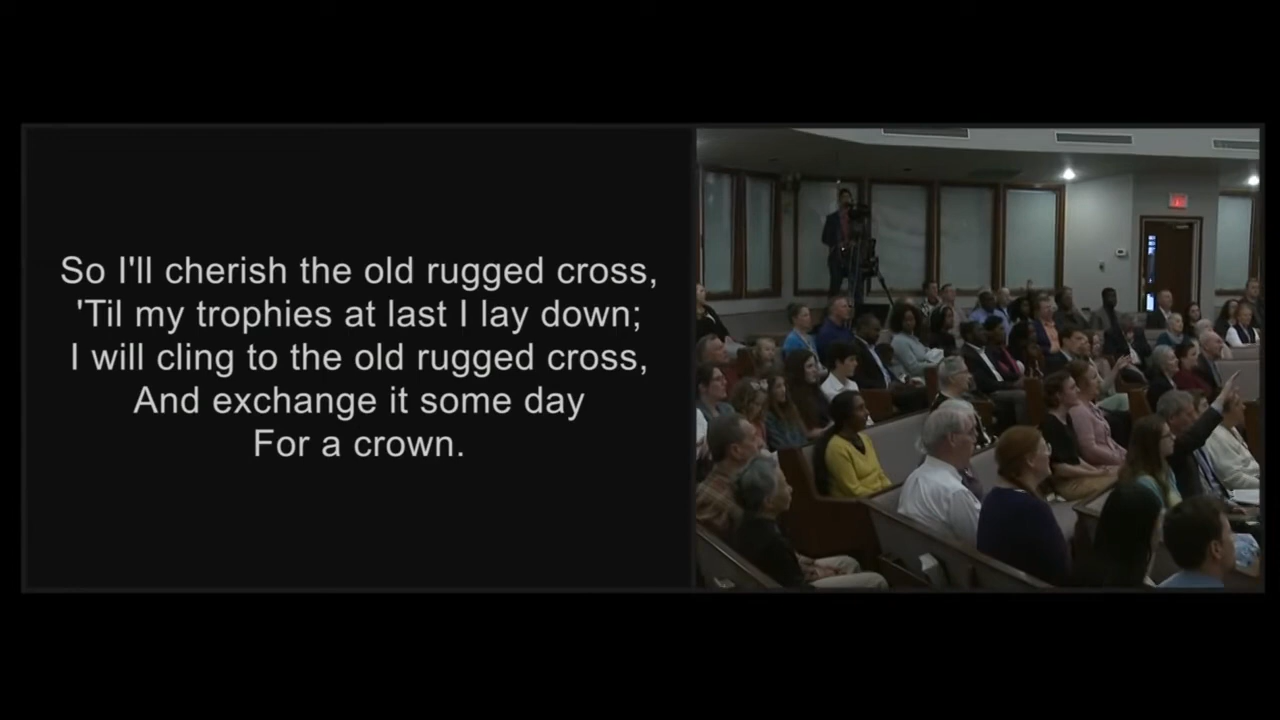 So I'll cherish the old rugged cross,
'Til my trophies at last I lay down;
I will cling to the old rugged cross,
And exchange it some day
For a crown.